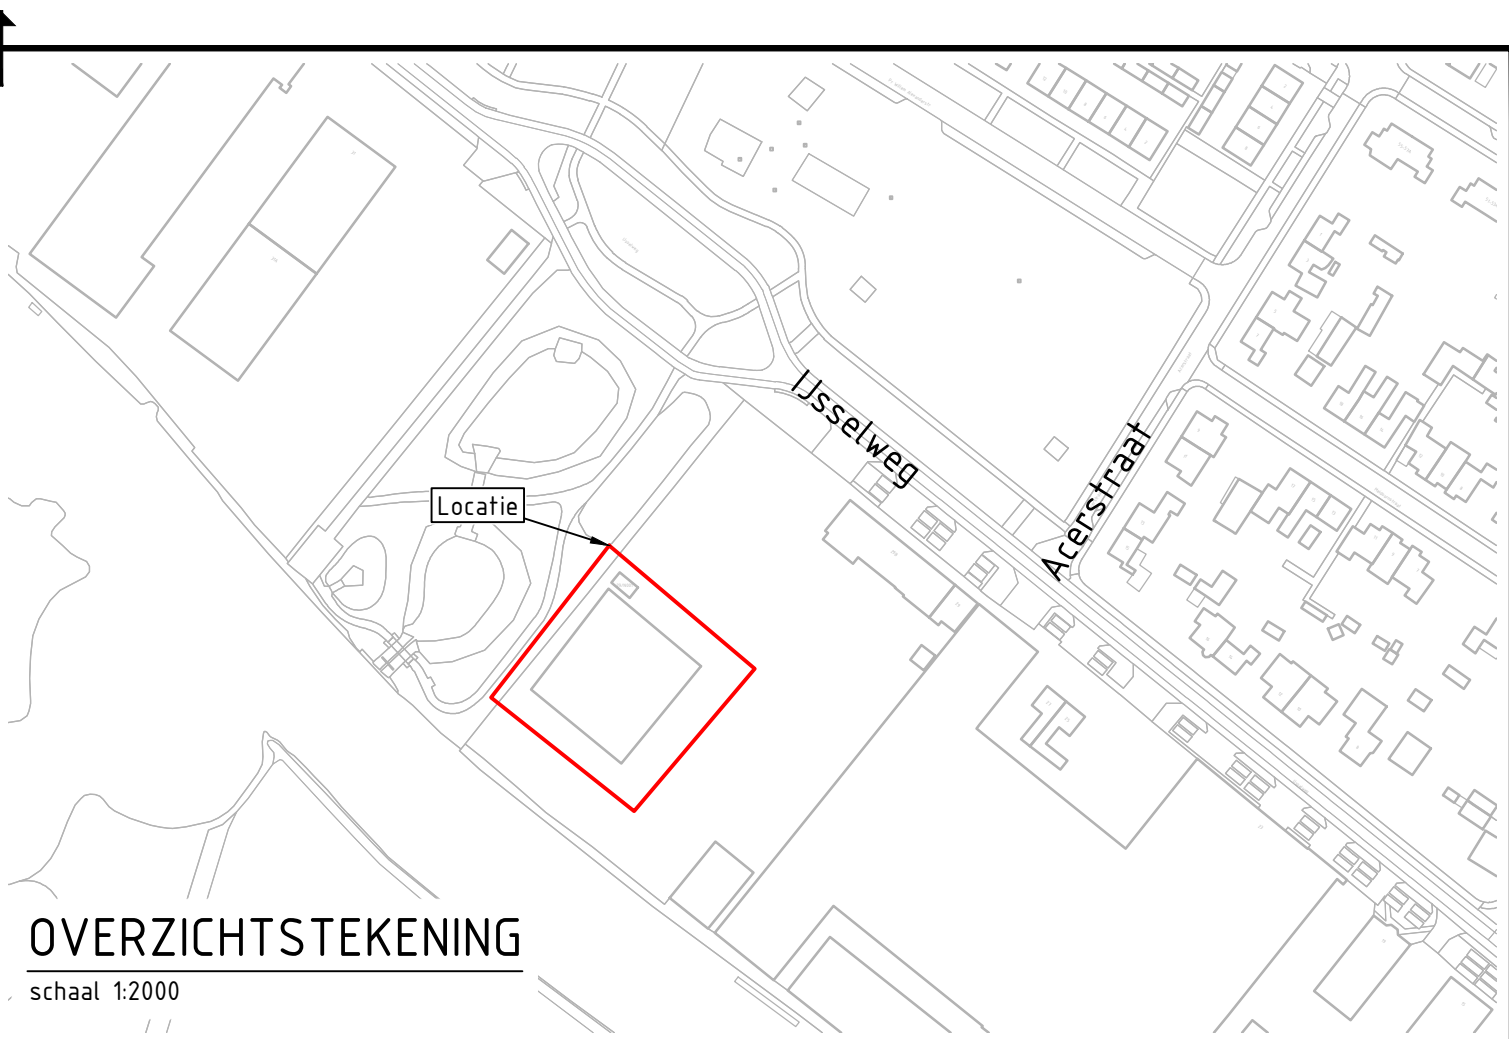 IJsselweg
Acerstraat
Locatie
OVERZICHTSTEKENING
schaal 1:2000